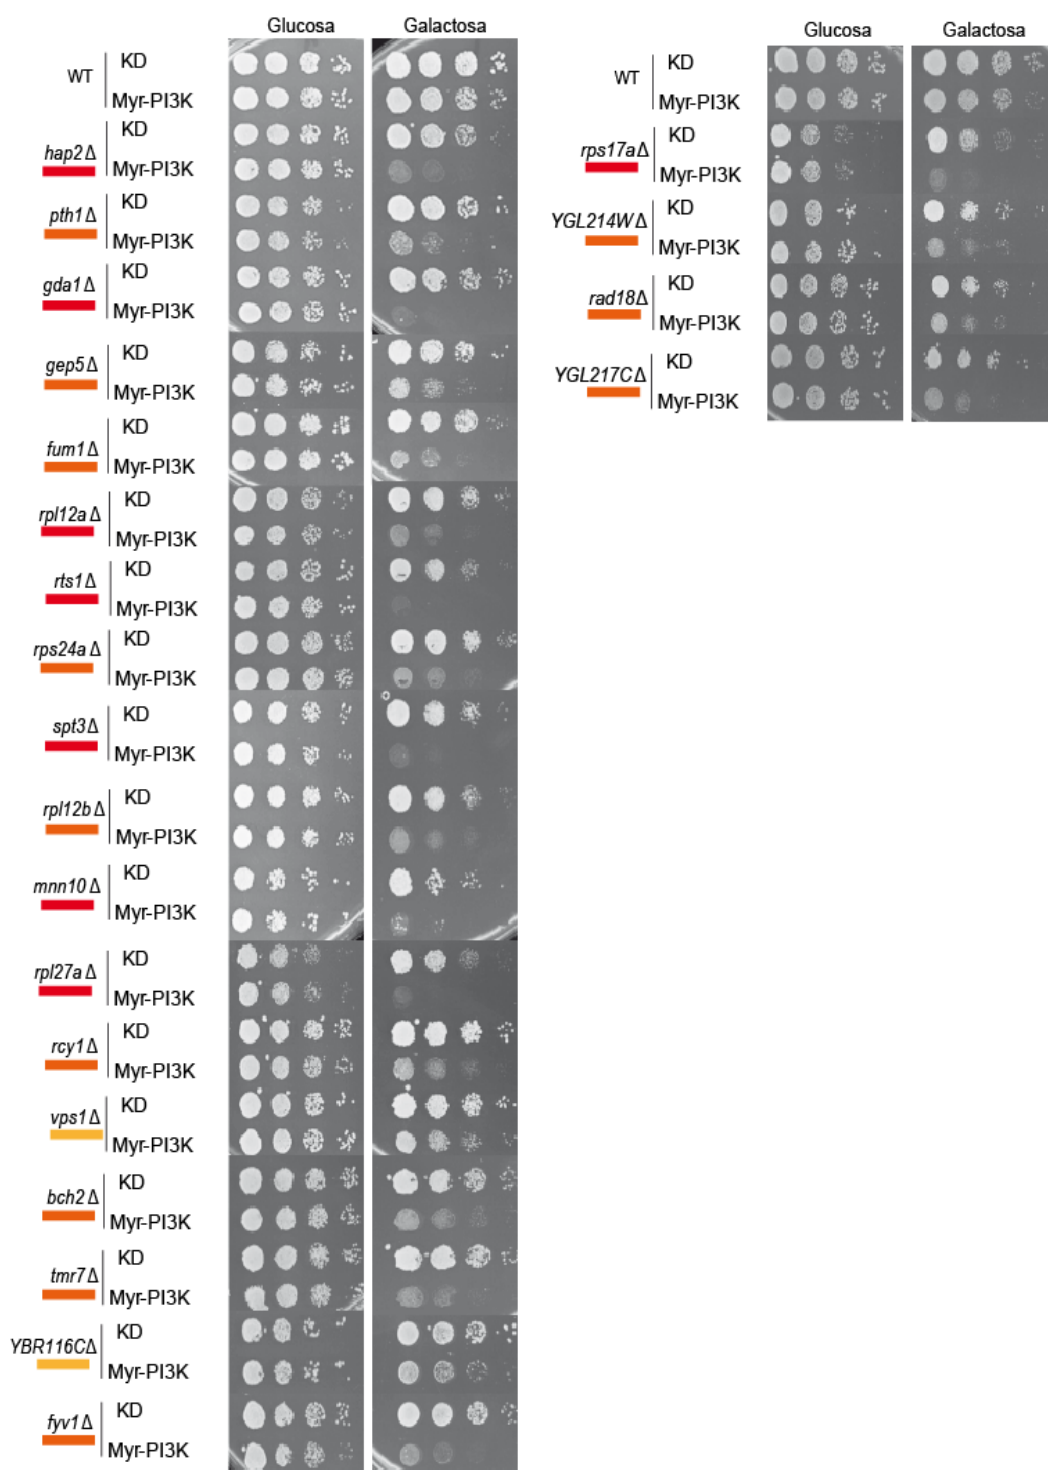 Glucosa Galactosa
WT KD
Myr-PI3K
hap2Δ KD
Myr-PI3K
pth1Δ KD
Myr-PI3K
gda1Δ KD
Myr-PI3K
gep5Δ KD
Myr-PI3K
fum1Δ KD
Myr-PI3K
rpl12aΔ KD
Myr-PI3K
rts1Δ KD
Myr-PI3K
rps24aΔ KD
Myr-PI3K
spt3Δ KD
Myr-PI3K
rpl12bΔ KD
Myr-PI3K
mnn10Δ KD
Myr-PI3K
rpl27aΔ KD
Myr-PI3K
rcy1Δ KD
Myr-PI3K
vps1Δ KD
Myr-PI3K
bch2Δ KD
Myr-PI3K
tmr7Δ KD
Myr-PI3K
YBR116CΔ KD
Myr-PI3K
fyv1Δ KD
Myr-PI3K
Glucosa Galactosa
WT KD
Myr-PI3K
rps17aΔ KD
Myr-PI3K
YGL214WΔ KD
Myr-PI3K
rad18Δ KD
Myr-PI3K
YGL217CΔ KD
Myr-PI3K